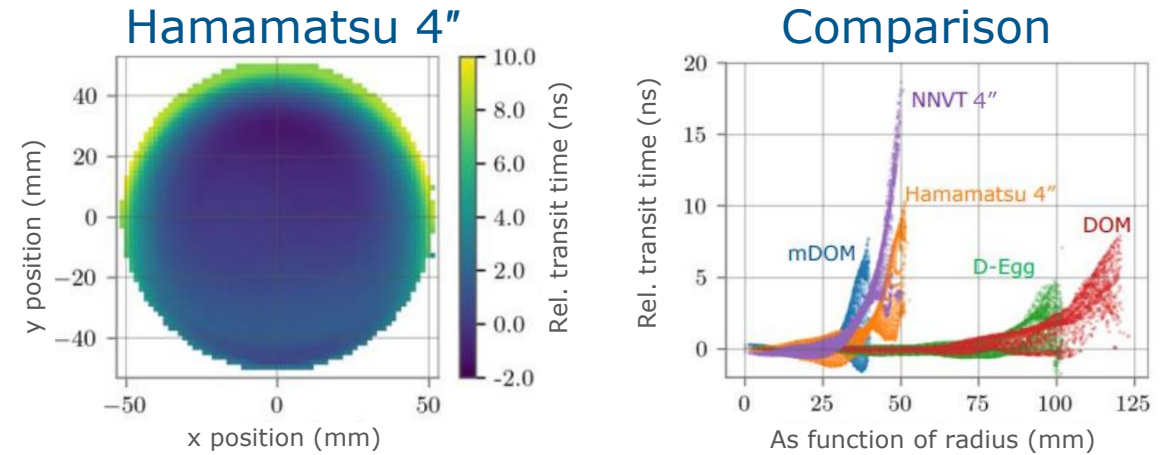 Hamamatsu 4″
40
20
0
−20
−40
−50
0
50
y position (mm)
x position (mm)
10.0
8.0
6.0
4.0
2.0
0.0
-2.0
Rel. transit time (ns)
Comparison
20
15
10
5
0
0
25
50
75
100
125
Rel. transit time (ns)
As function of radius (mm)
NNVT 4″
Hamamatsu 4″
mDOM
D-Egg
DOM